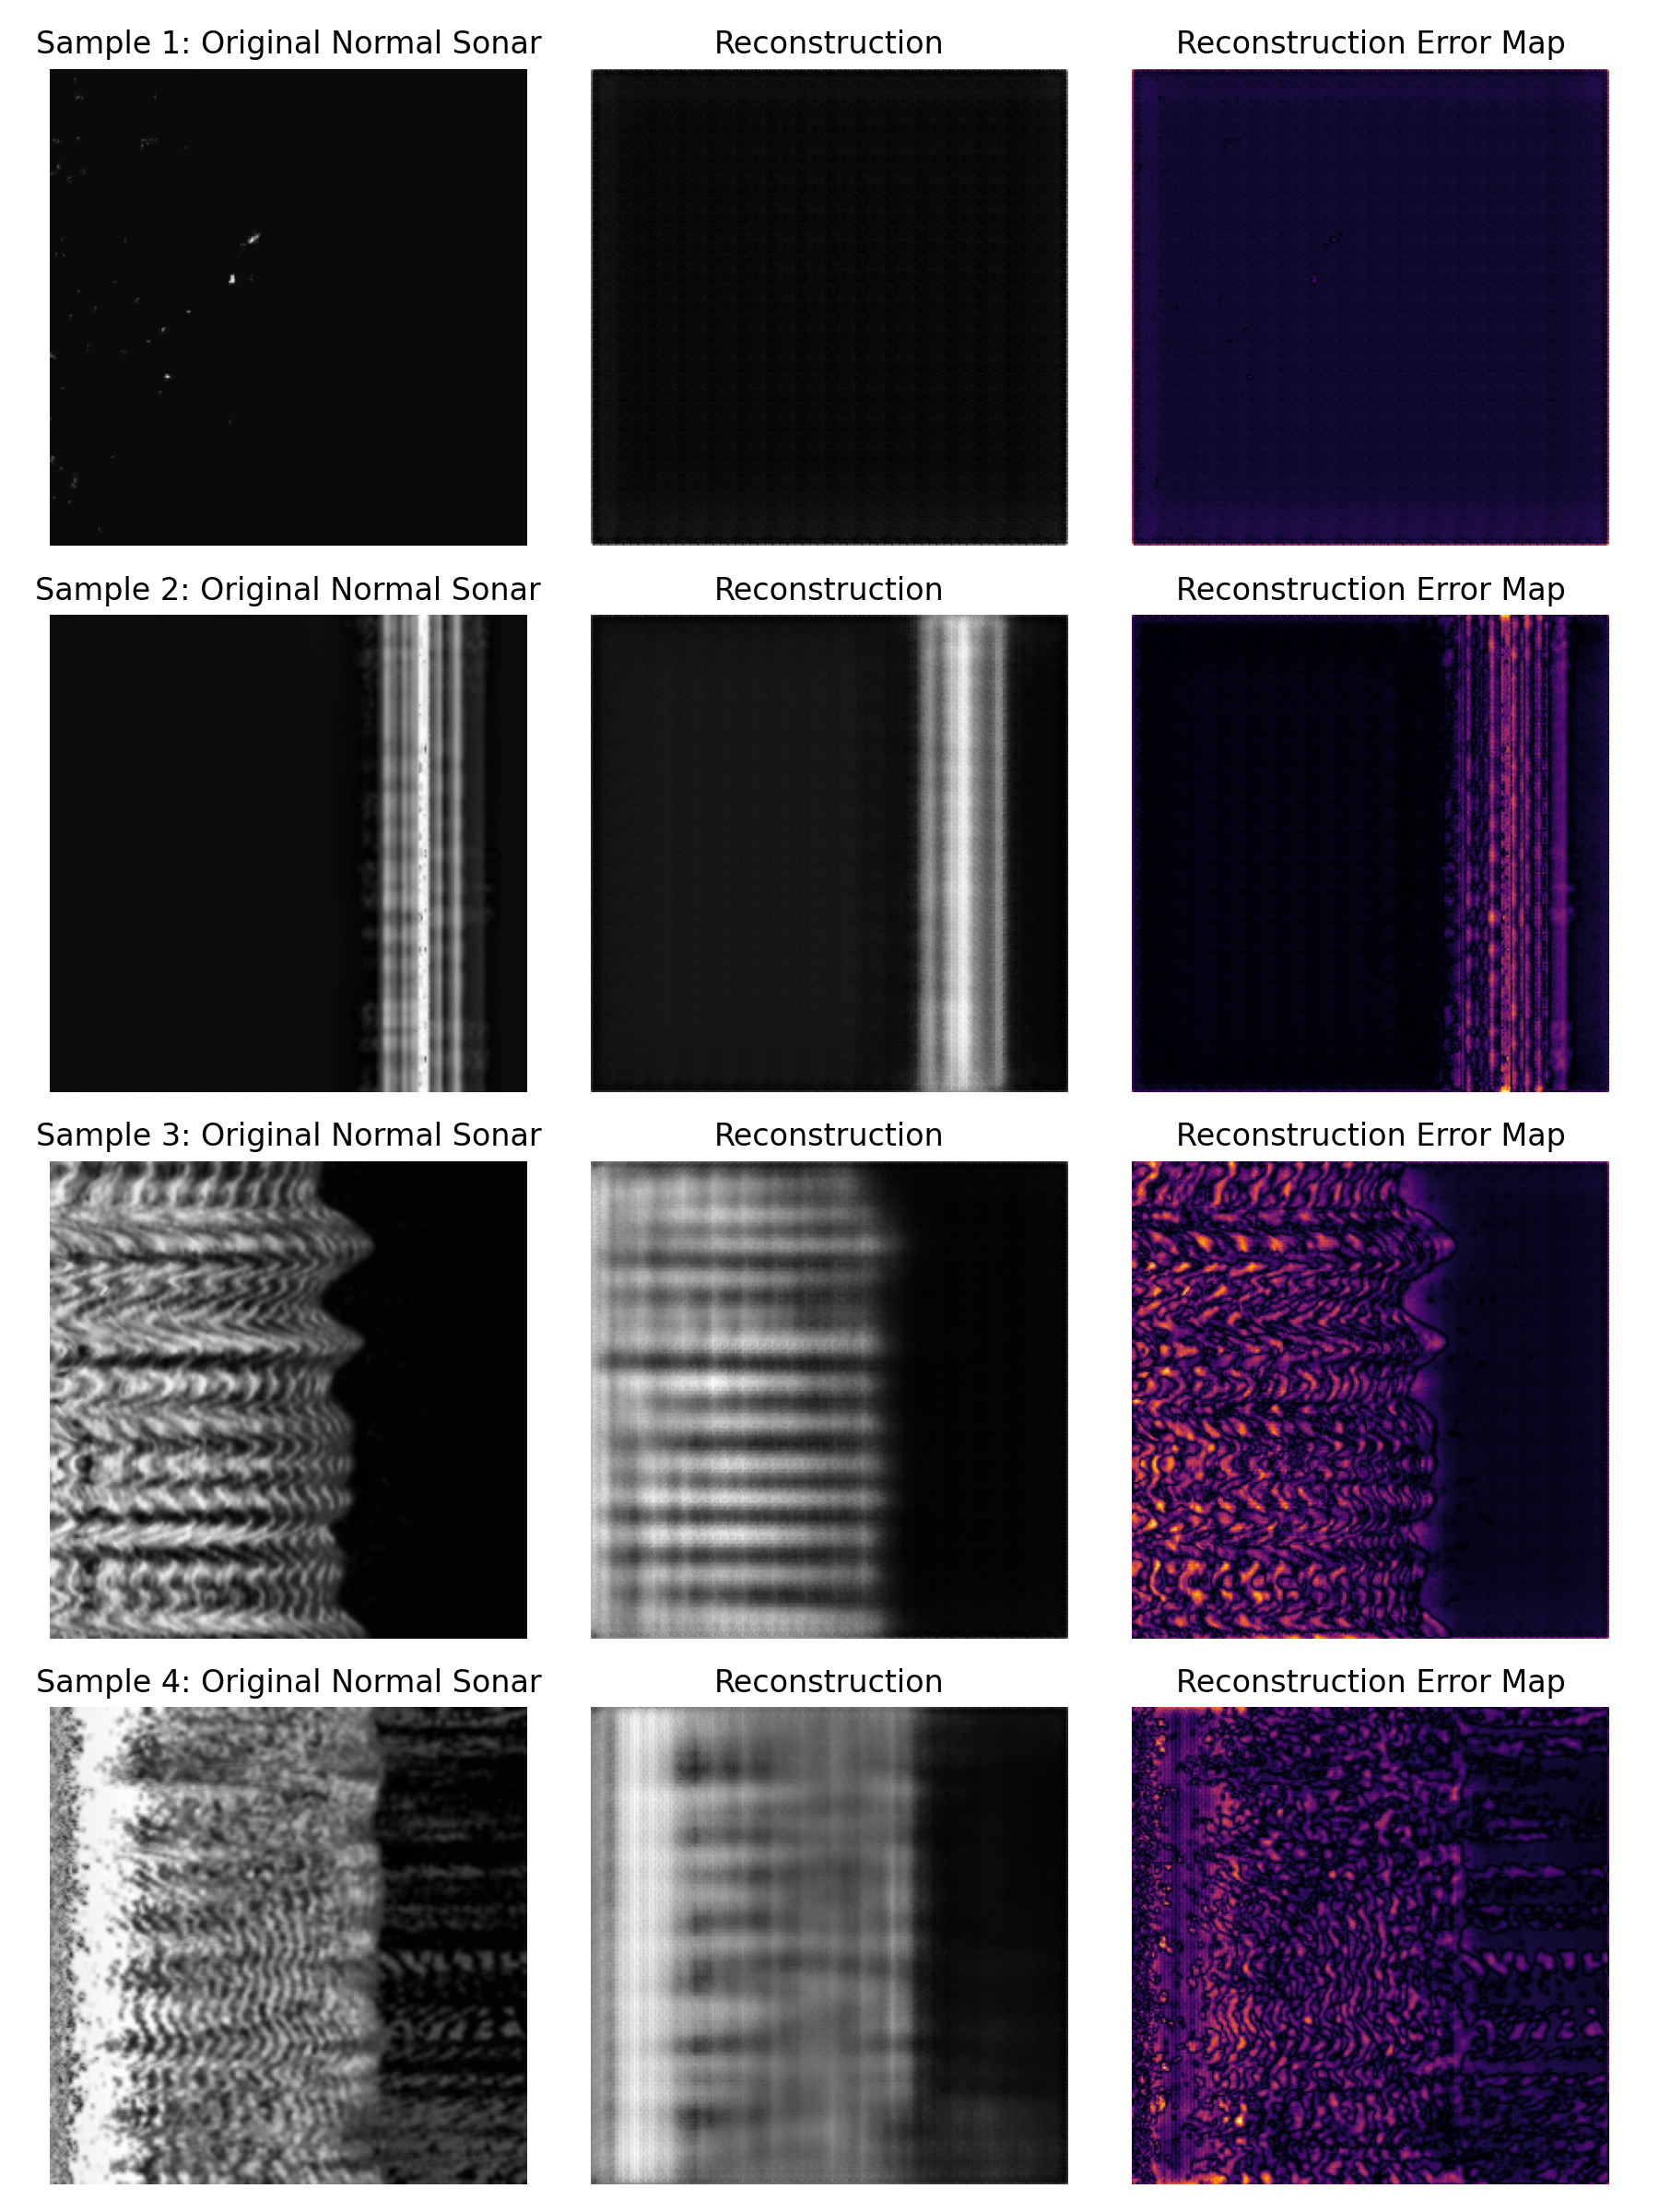 Sample 1: Original Normal Sonar
Reconstruction
Reconstruction Error Map
Sample 2: Original Normal Sonar
Reconstruction
Reconstruction Error Map
Sample 3: Original Normal Sonar
Reconstruction
Reconstruction Error Map
Sample 4: Original Normal Sonar
Reconstruction
Reconstruction Error Map